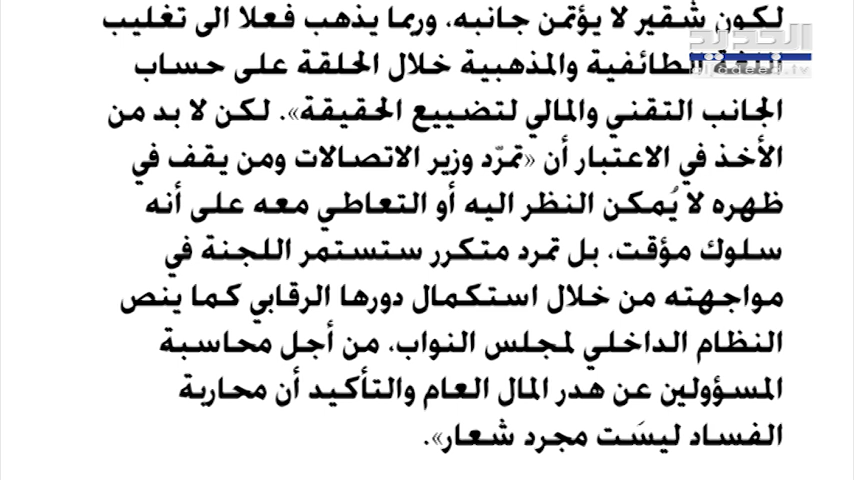 لكون شقير لا يؤتمن جانبه، وربما يذهب فعلا الى تغليب
الطائفية والمذهبية خلال الحلقة على حساب
الجانب التقني والمالي لتضييع الحقيقة». لكن لا بد من
الأخذ في الاعتبار أن «تمرّد وزير الاتصالات ومن يقف في
ظهره لا يُمكن النظر اليه أو التعاطي معه على أنه
سلوك مؤقت، بل تمرد متكرر ستستمر اللجنة في
مواجهته من خلال استكمال دورها الرقابي كما ينص
النظام الداخلي لمجلس النواب، من أجل محاسبة
المسؤولين عن هدر المال العام والتأكيد أن محاربة
الفساد ليسَت مجرد شعار».
الجديد
aljadeed.tv